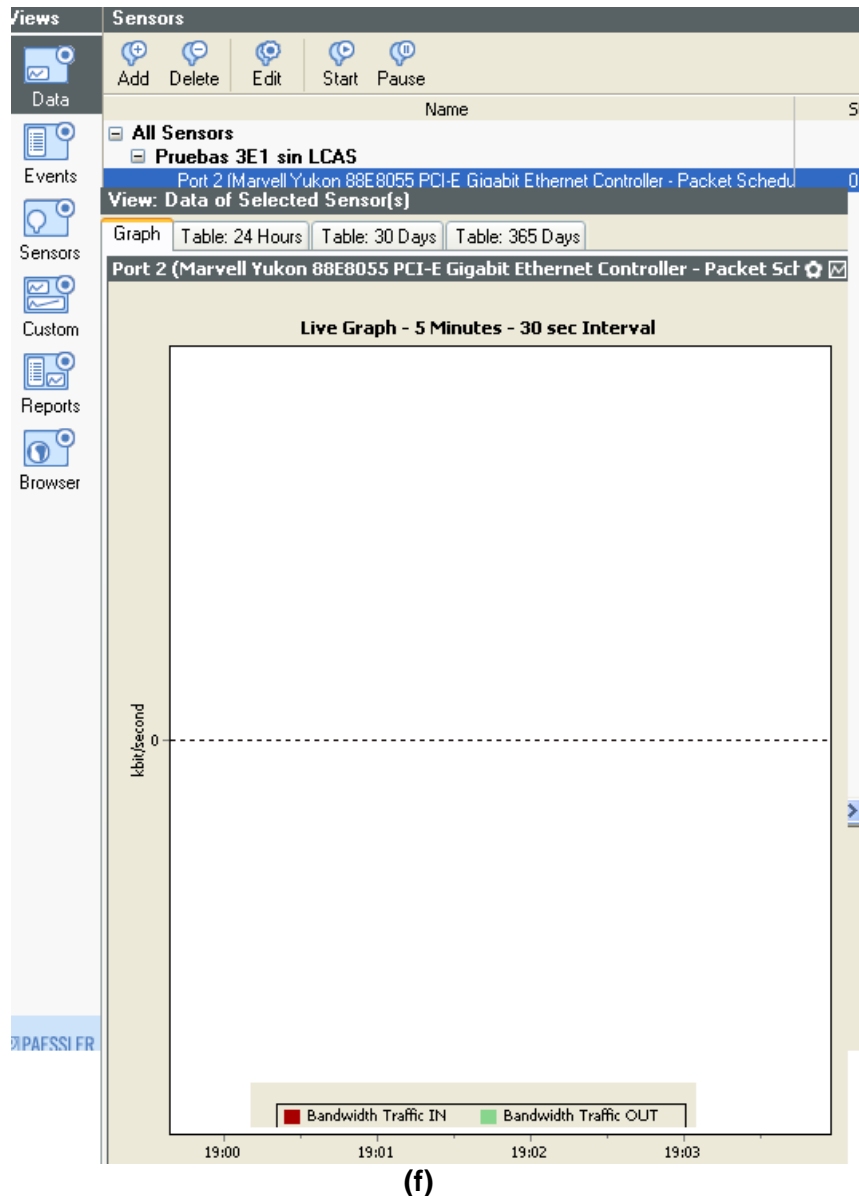 Views
Sensors
Add Delete Edit Start Pause
Data
Name
All Sensors
Pruebas 3E1 sin LCAS
Port 2 (Marvell Yukon 88E8055 PCI-E Gigabit Ethernet Controller - Packet Schedu 0
Events
View: Data of Selected Sensor(s)
Graph Table: 24 Hours Table: 30 Days Table: 365 Days
Sensors
Port 2 (Marvell Yukon 88E8055 PCI-E Gigabit Ethernet Controller - Packet Sch
Custom
Live Graph - 5 Minutes - 30 sec Interval
Reports
Browser
kbit/second
0
PAESSLER
Bandwidth Traffic IN Bandwidth Traffic OUT
19:00 19:01 19:02 19:03
(f)